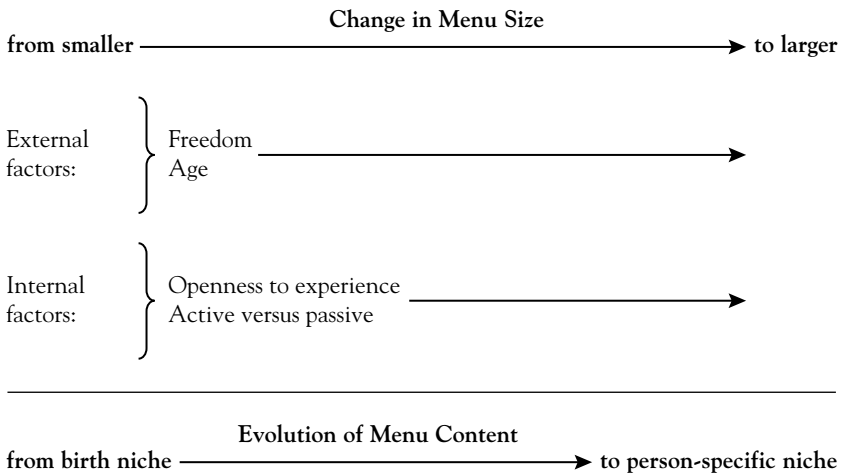 Change in Menu Size
from smaller to larger
External factors:
Freedom
Age
Internal factors:
Openness to experience
Active versus passive
Evolution of Menu Content
from birth niche to person-specific niche